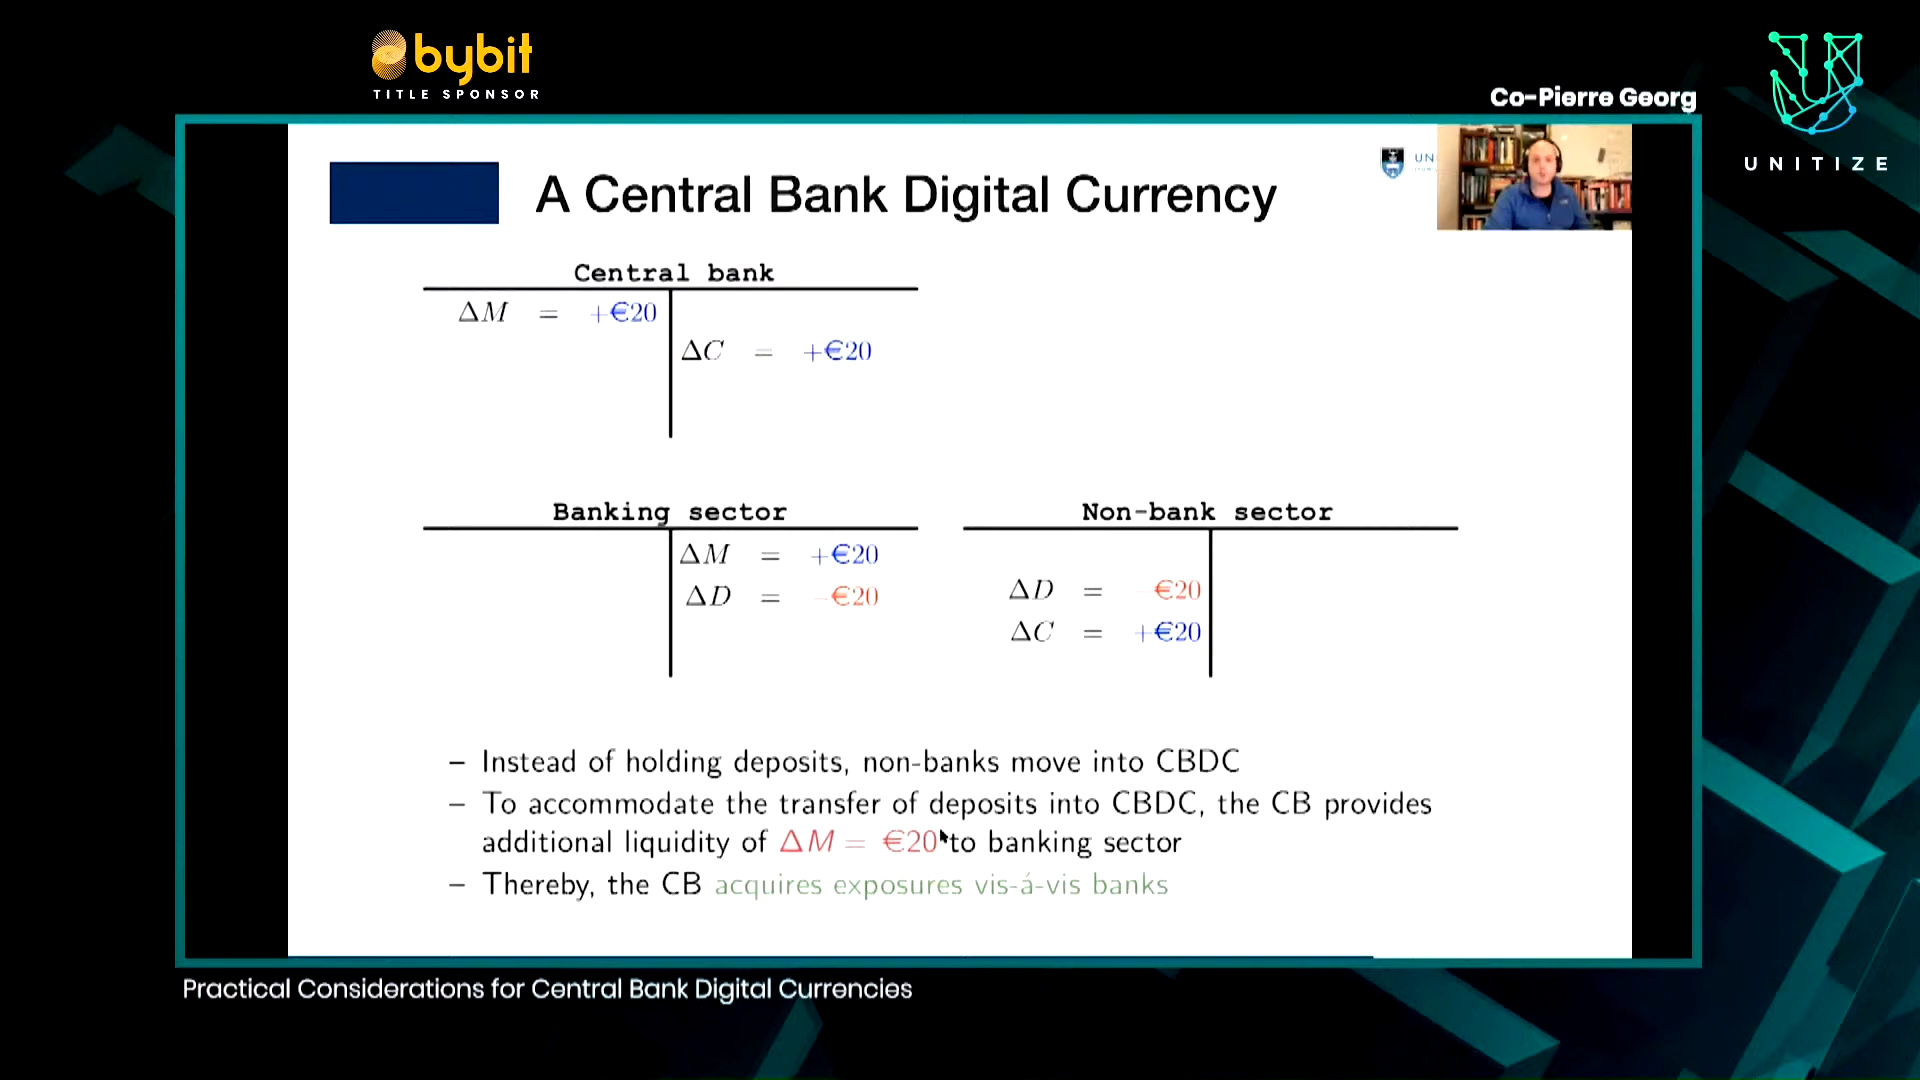 bybit
TITLE SPONSOR
Co-Pierre Georg
UNITIZE
UN
A Central Bank Digital Currency
Central bank
ΔM = +€20
ΔC = +€20
Banking sector
ΔM = +€20
ΔD = -€20
Non-bank sector
ΔD = €20
ΔC = +€20
– Instead of holding deposits, non-banks move into CBDC
– To accommodate the transfer of deposits into CBDC, the CB provides
additional liquidity of ΔM = €20 to banking sector
– Thereby, the CB acquires exposures vis-á-vis banks
Practical Considerations for Central Bank Digital Currencies